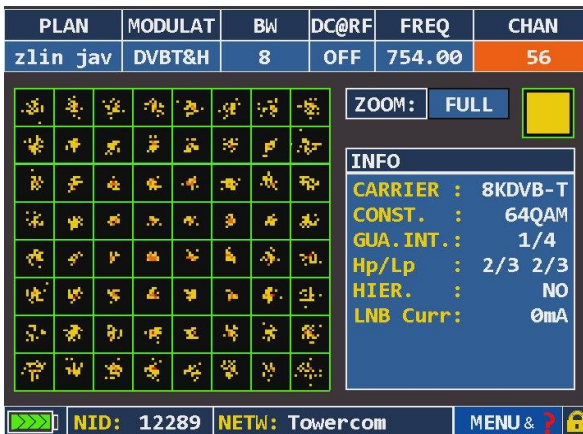 PLAN MODULAT BW DC@RF FREQ CHAN
zlin jav DVBT&H 8 OFF 754.00 56
ZOOM: FULL
INFO
CARRIER : 8KDVB-T
CONST. : 64QAM
GUA.INT.: 1/4
Hp/Lp : 2/3 2/3
HIER. : NO
LNB Curr: 0mA
NID: 12289 NETW: Towercom MENU & ?